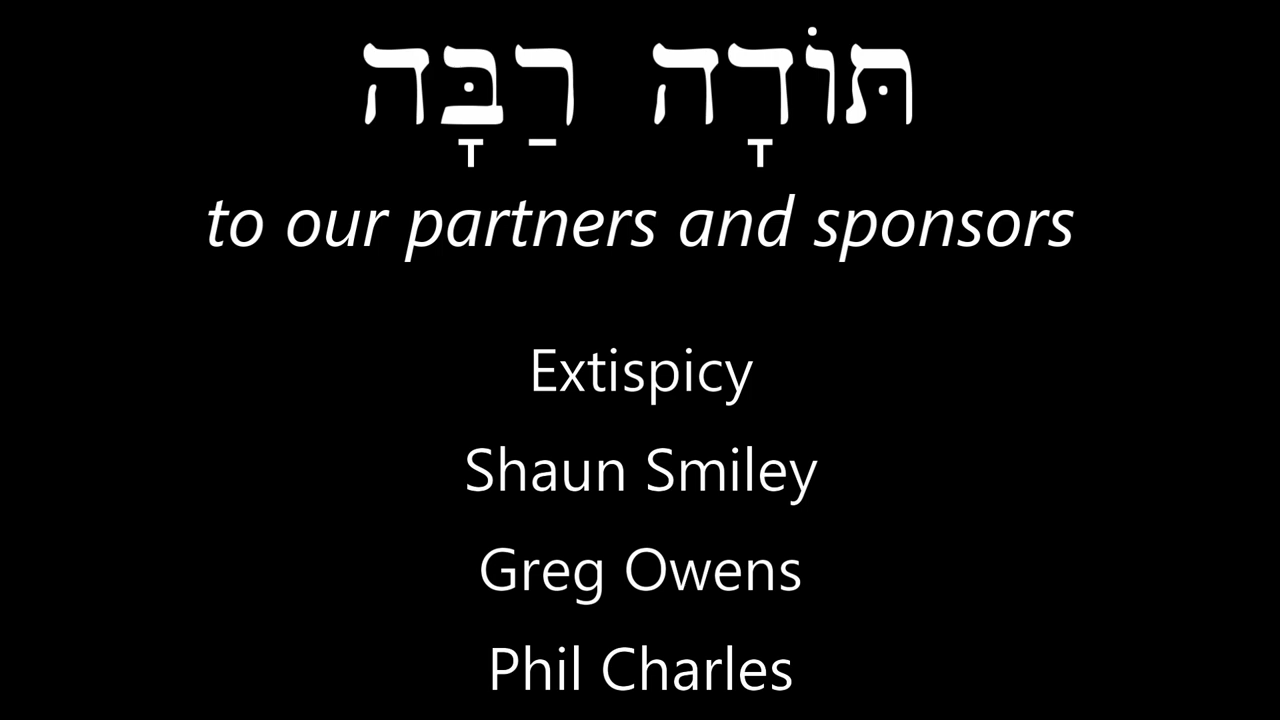 תּוֹדָה רַבָּה
to our partners and sponsors
Extispicy
Shaun Smiley
Greg Owens
Phil Charles